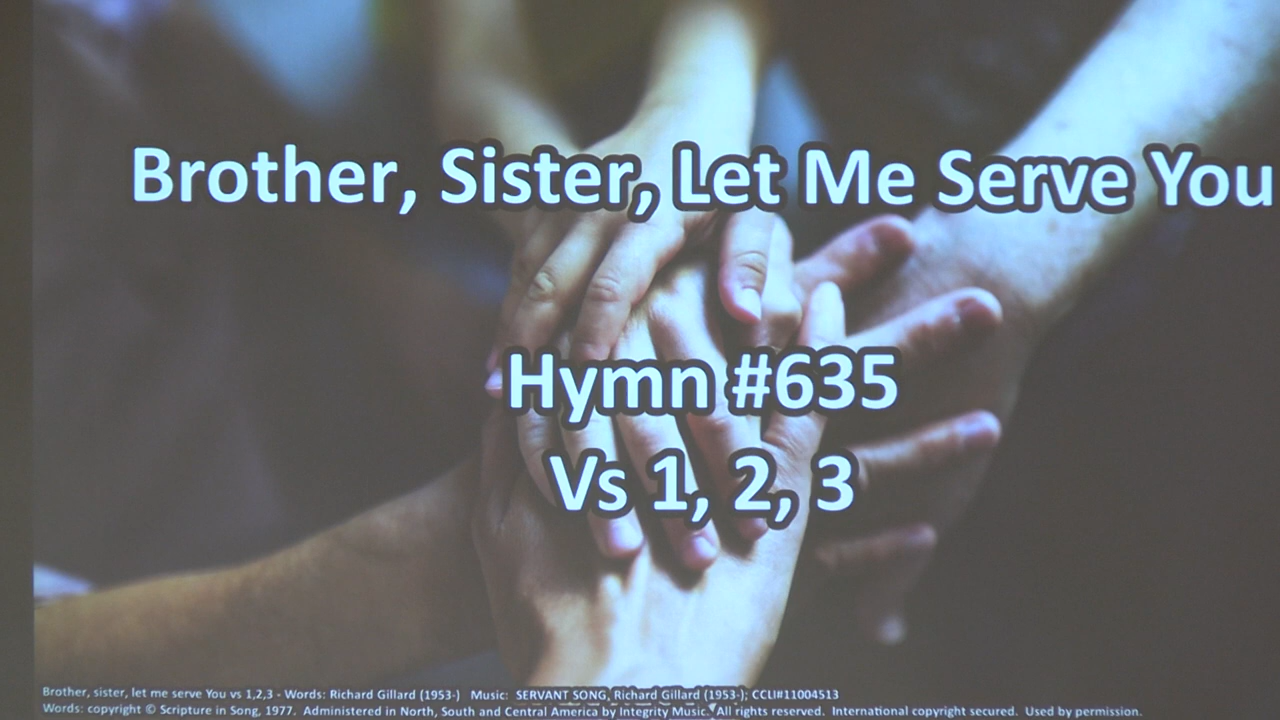 Brother, Sister, Let Me Serve You
Hymn #635
Vs 1, 2, 3
Brother, sister, let me serve You vs 1,2,3 - Words: Richard Gillard (1953-) Music: SERVANT SONG, Richard Gillard (1953-); CCLI#11004513
Words: copyright © Scripture in Song, 1977. Administered in North, South and Central America by Integrity Music. All rights reserved. International copyright secured. Used by permission.